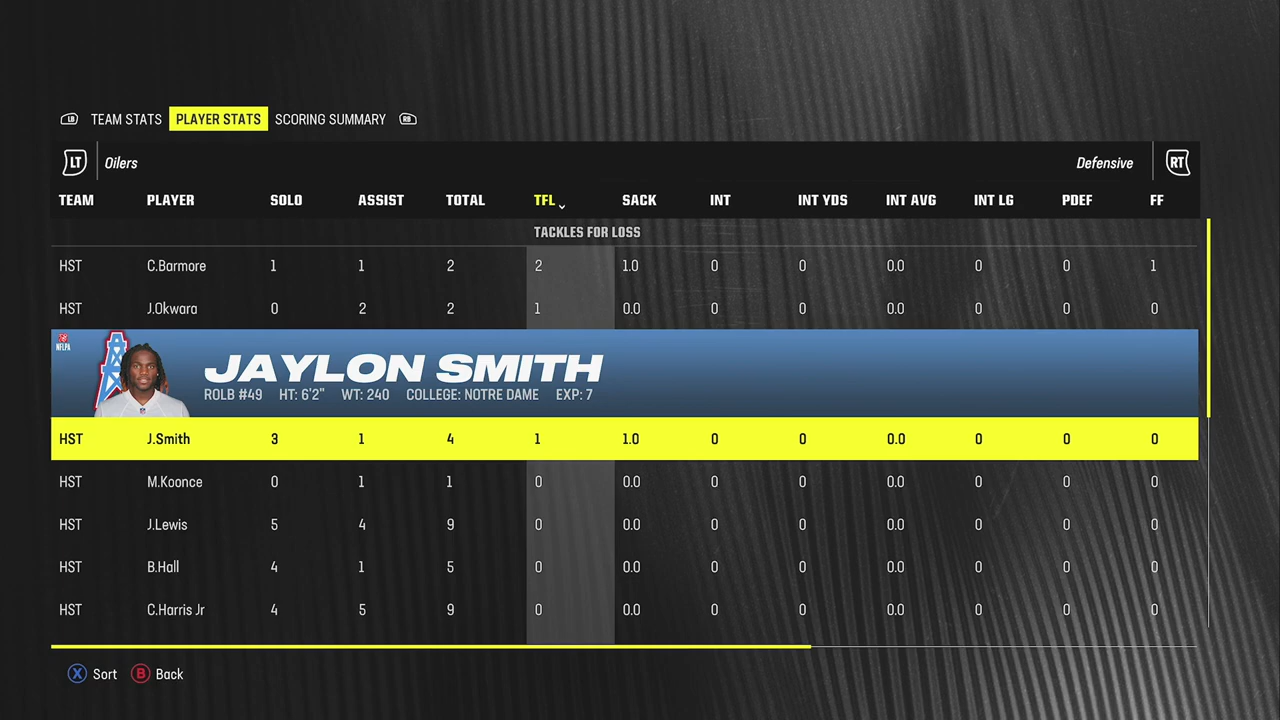 LB TEAM STATS PLAYER STATS SCORING SUMMARY RB
LT Oilers Defensive RT
TEAM PLAYER SOLO ASSIST TOTAL TFL SACK INT INT YDS INT AVG INT LG PDEF FF
TACKLES FOR LOSS
HST C.Barmore 1 1 2 2 1.0 0 0 0.0 0 0 1
HST J.Okwara 0 2 2 1 0.0 0 0 0.0 0 0 0
NFLPA
JAYLON SMITH
ROLB #49 HT: 6'2" WT: 240 COLLEGE: NOTRE DAME EXP: 7
HST J.Smith 3 1 4 1 1.0 0 0 0.0 0 0 0
HST M.Koonce 0 1 1 0 0.0 0 0 0.0 0 0 0
HST J.Lewis 5 4 9 0 0.0 0 0 0.0 0 0 0
HST B.Hall 4 1 5 0 0.0 0 0 0.0 0 0 0
HST C.Harris Jr 4 5 9 0 0.0 0 0 0.0 0 0 0
X Sort B Back